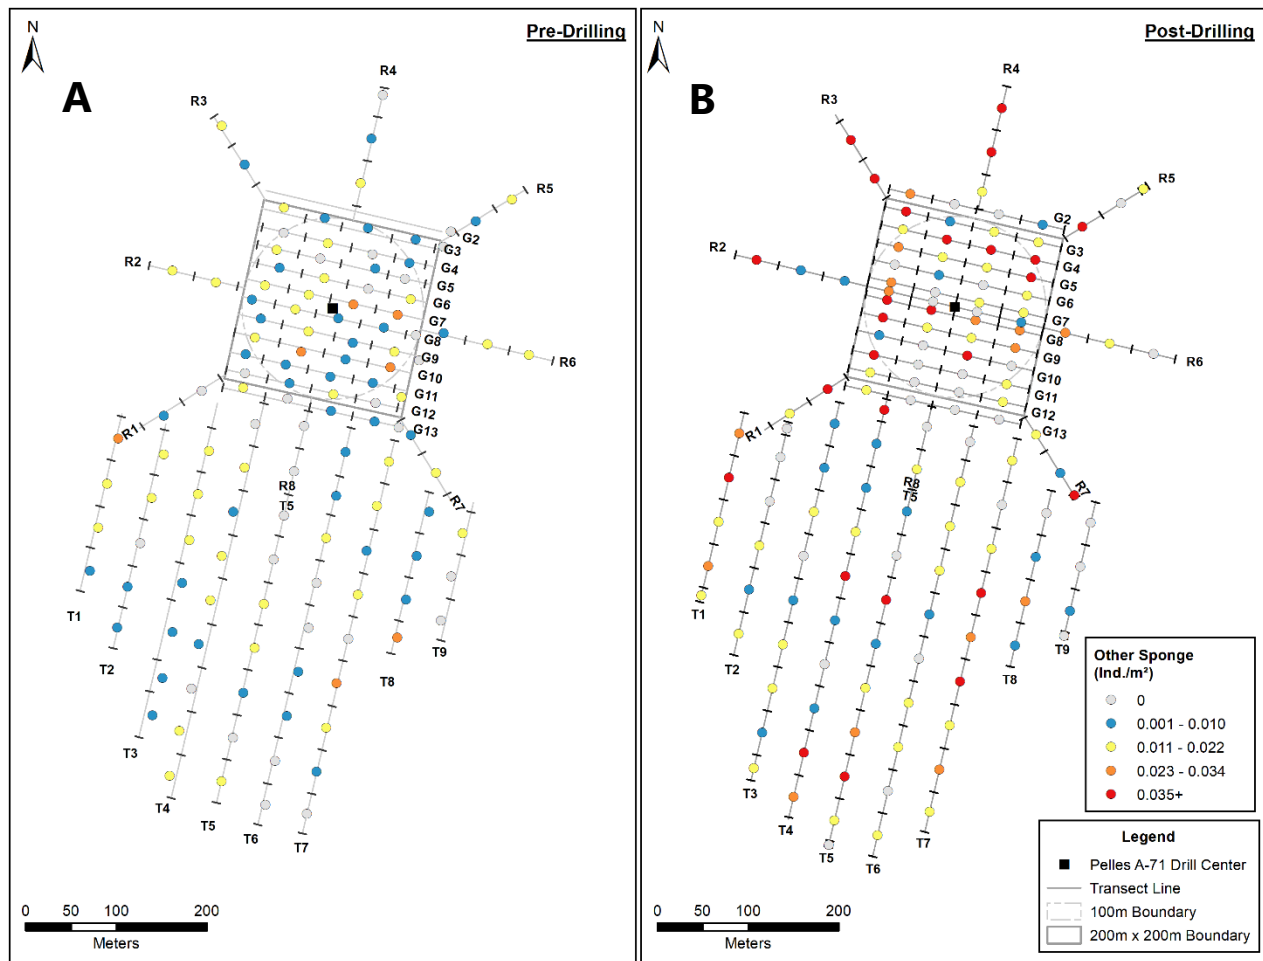 N
Pre-Drilling
A
R4
R3
R5
G2
G3
G4
R2
G5
G6
G7
G8
R6
G9
G10
G11
G12
G13
R1
R8
T5
R7
T1
T2
T8
T9
T3
T4
T5
T6
T7
0 50 100 200
Meters
N
Post-Drilling
B
R4
R3
R5
G2
G3
R2
G4
G5
G6
G7
G8
R6
G9
G10
G11
G12
G13
R1
R8
T5
R7
T1
T2
T9
T8
T3
T4
T5
T6
T7
0 50 100 200
Meters
Other Sponge
(Ind./m²)
0
0.001 - 0.010
0.011 - 0.022
0.023 - 0.034
0.035+
Legend
Pelles A-71 Drill Center
Transect Line
100m Boundary
200m x 200m Boundary